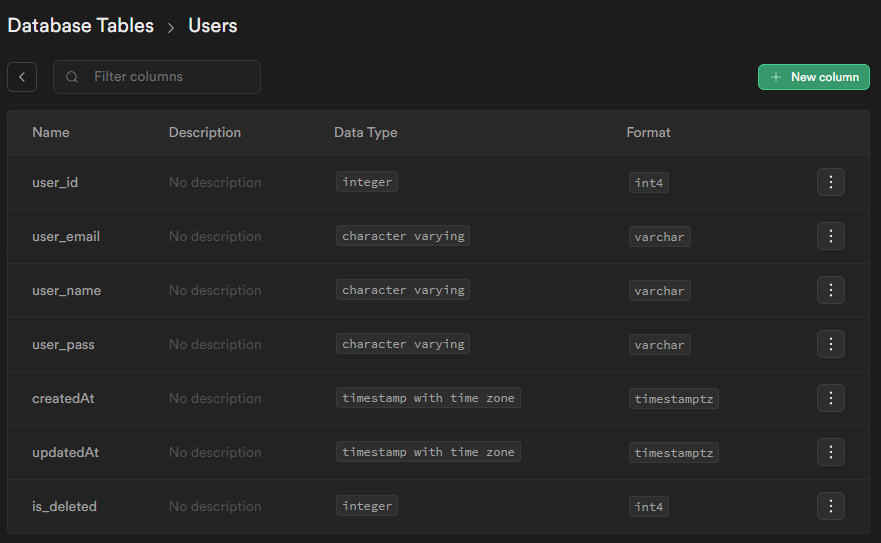 Database Tables > Users
Filter columns
+ New column
Name Description Data Type Format
user_id No description integer int4
user_email No description character varying varchar
user_name No description character varying varchar
user_pass No description character varying varchar
createdAt No description timestamp with time zone timestamptz
updatedAt No description timestamp with time zone timestamptz
is_deleted No description integer int4